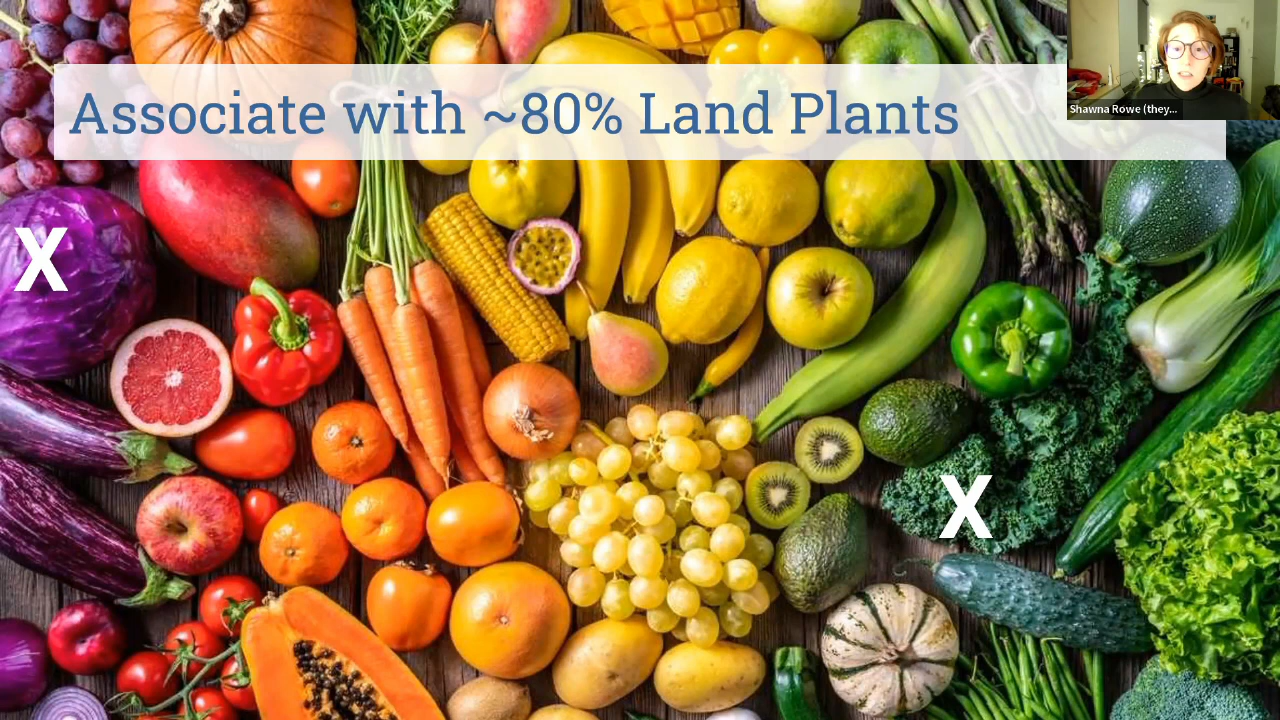 Associate with ~80% Land Plants
Shawna Rowe (they...
X
X